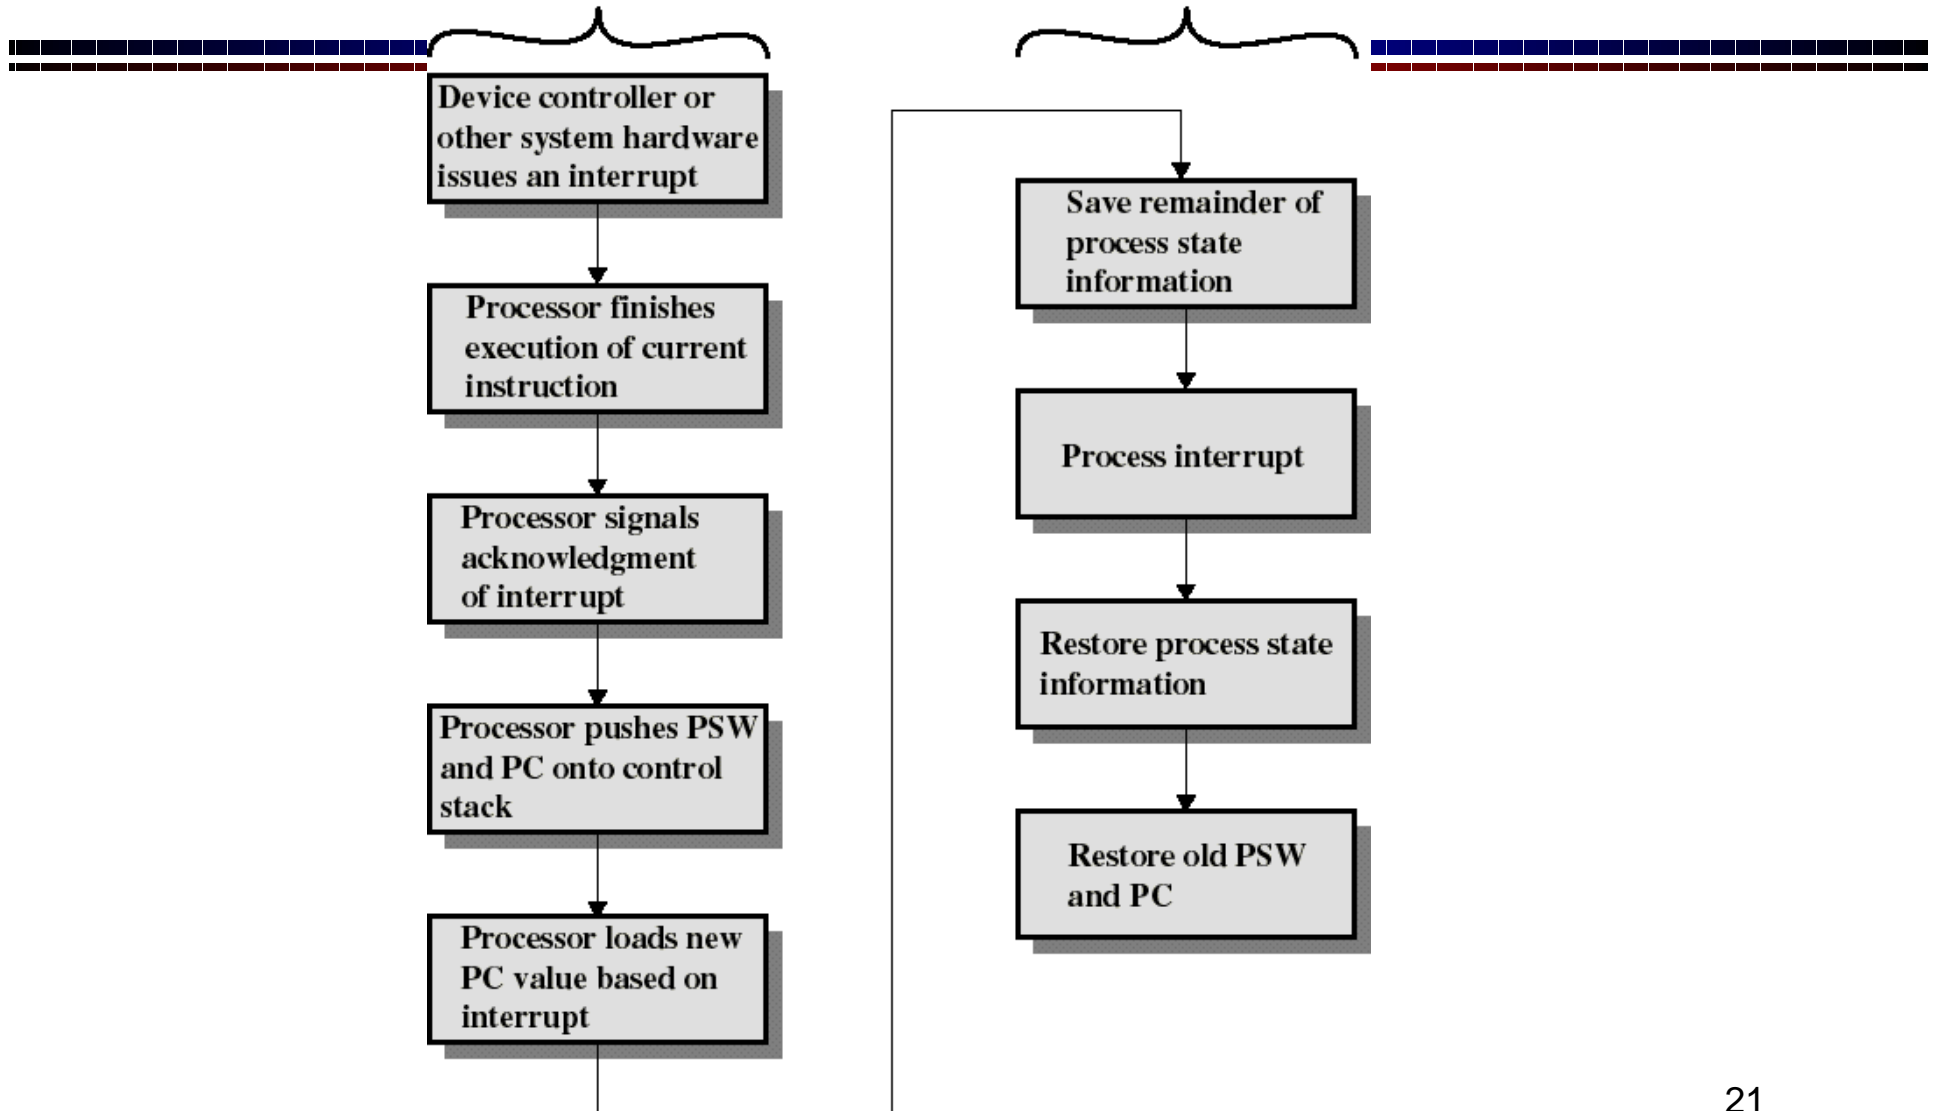 Device controller or
other system hardware
issues an interrupt
Processor finishes
execution of current
instruction
Processor signals
acknowledgment
of interrupt
Processor pushes PSW
and PC onto control
stack
Processor loads new
PC value based on
interrupt
Save remainder of
process state
information
Process interrupt
Restore process state
information
Restore old PSW
and PC
21